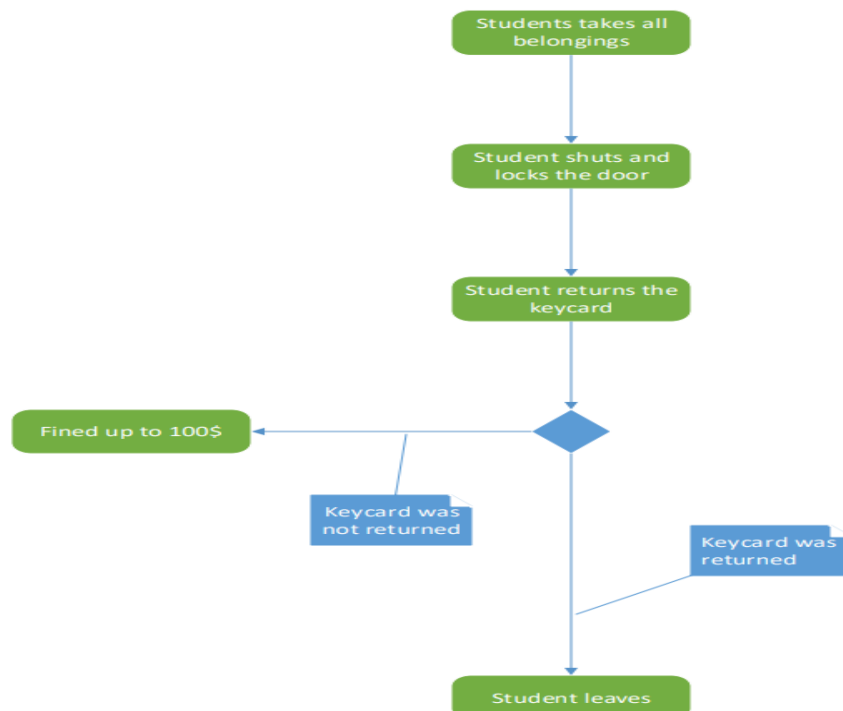 Students takes all
belongings
Student shuts and
locks the door
Student returns the
keycard
Fined up to 100$
Keycard was
not returned
Keycard was
returned
Student leaves